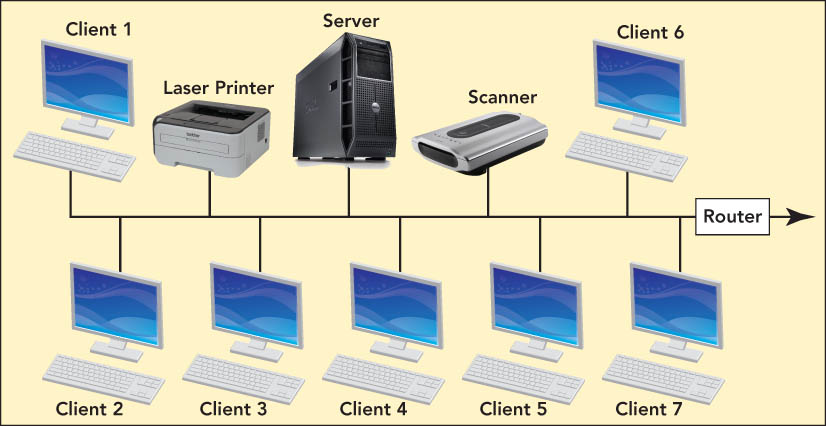 Client 1
Laser Printer
Server
Scanner
Client 6
brother
Router
Client 2
Client 3
Client 4
Client 5
Client 7